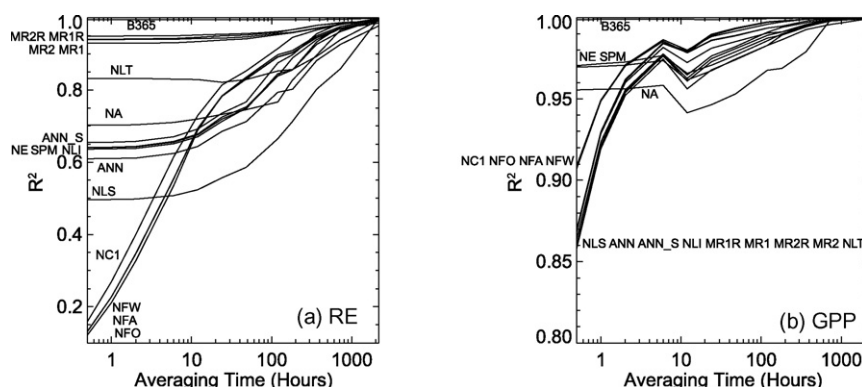 1.0
B365
MR2R MR1R
MR2 MR1
NLT
0.8
NA
ANN_S
NE SPM NLI
0.6
ANN
NLS
R²
0.4
NC1
0.2
NFW
NFA
NFO
(a) RE
1
10
100
1000
Averaging Time (Hours)
1.00
B365
NE SPM
0.95
NA
NC1 NFO NFA NFW
0.90
R²
NLS ANN ANN_S NLI MR1R MR1 MR2R MR2 NLT
0.85
0.80
(b) GPP
1
10
100
1000
Averaging Time (Hours)